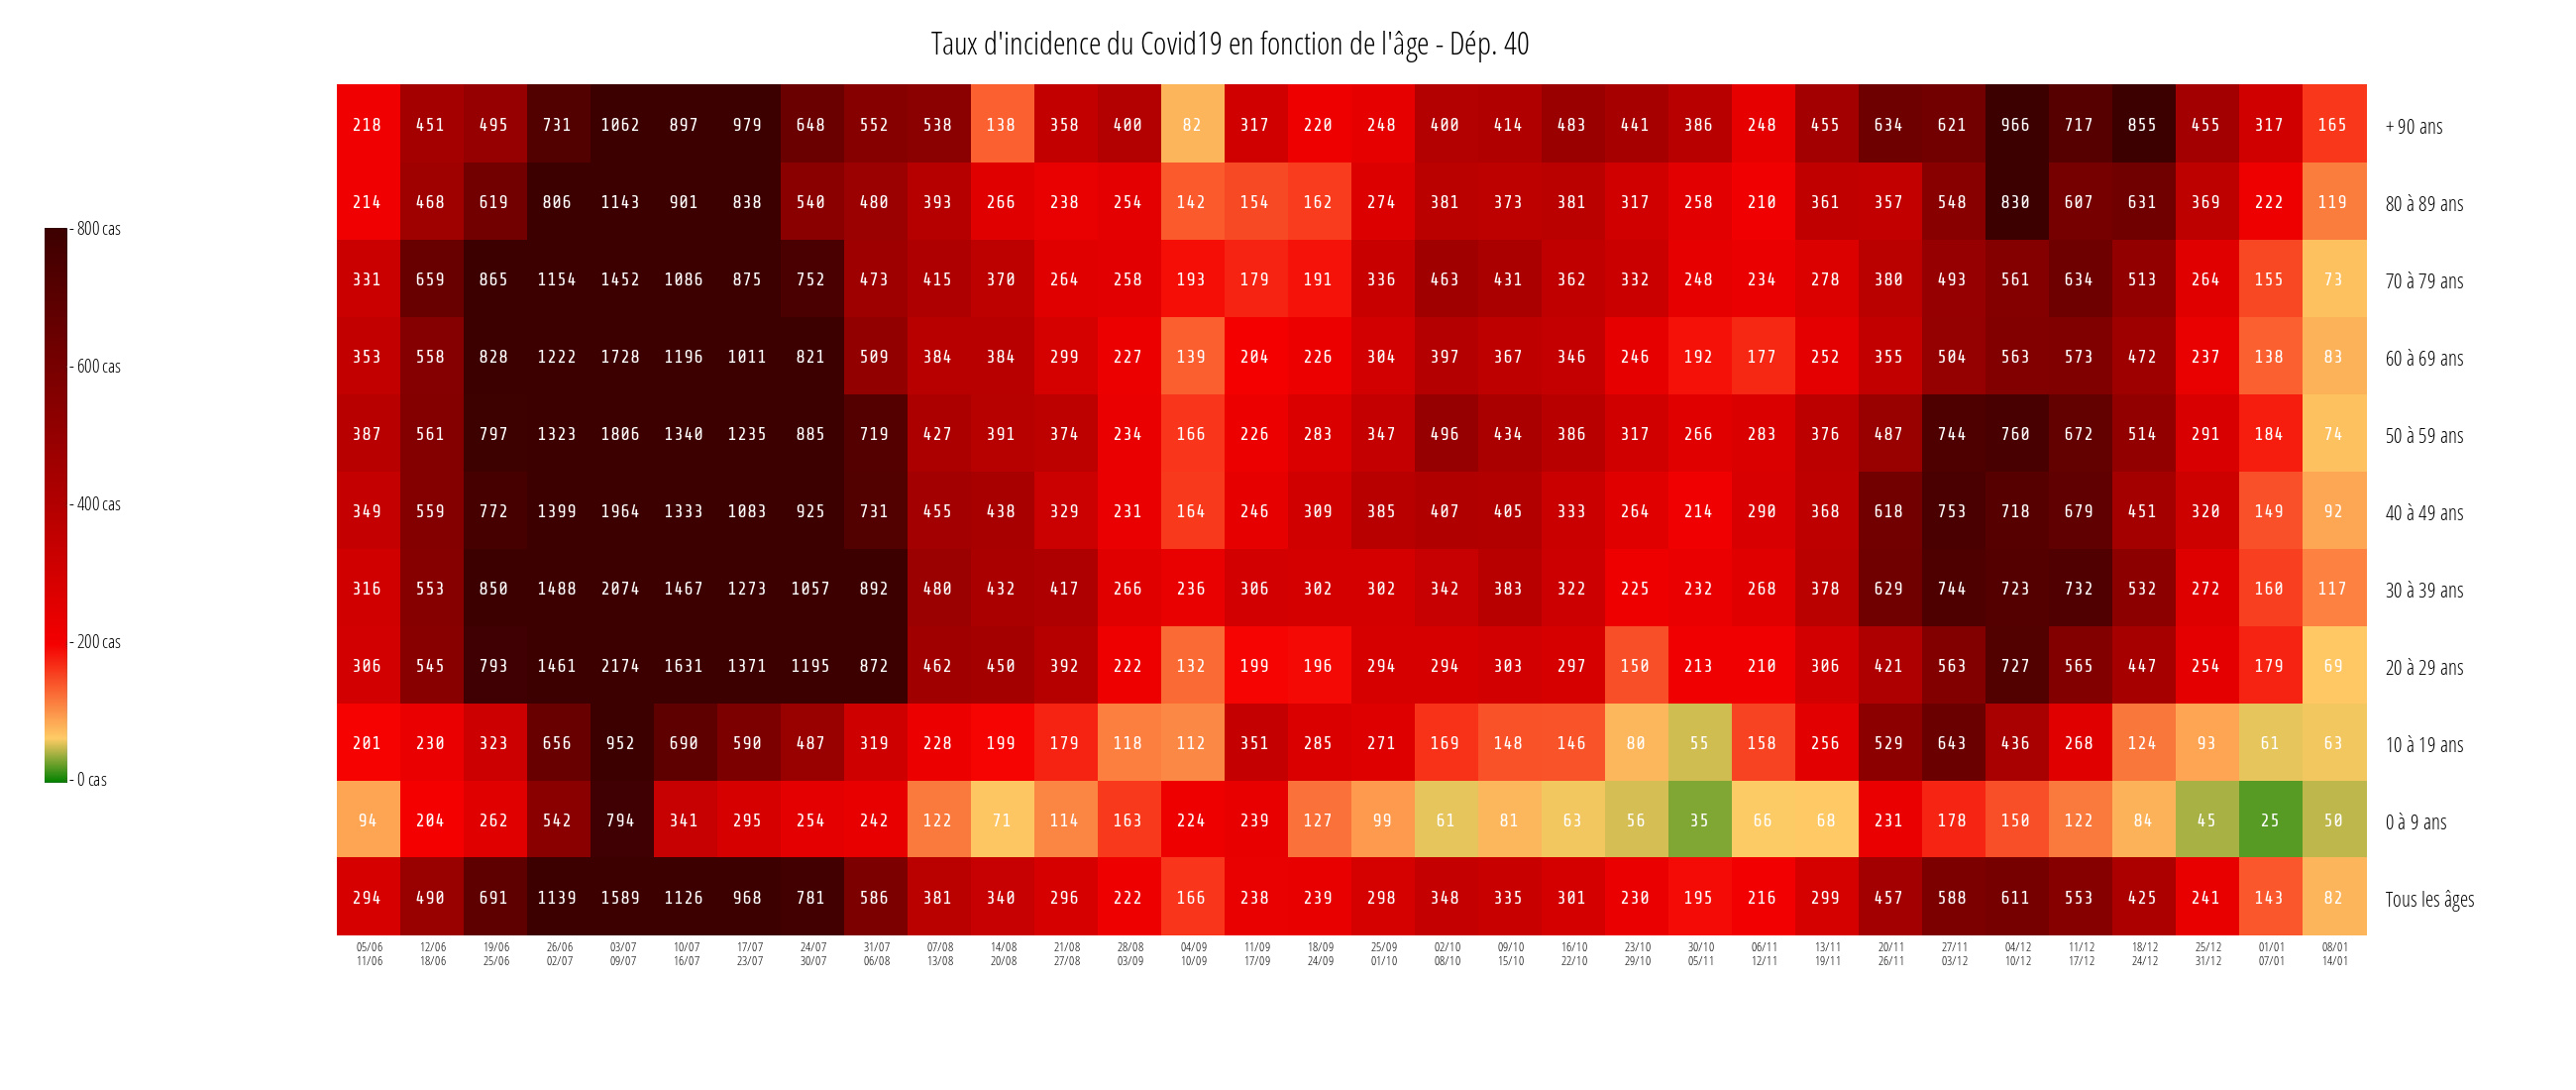 Taux d'incidence du Covid19 en fonction de l'âge - Dép. 40
- 800 cas
- 600 cas
- 400 cas
- 200 cas
- 0 cas
218 451 495 731 1062 897 979 648 552 538 138 358 400 82 317 220 248 400 414 483 441 386 248 455 634 621 966 717 855 455 317 165 + 90 ans
214 468 619 806 1143 901 838 540 480 393 266 238 254 142 154 162 274 381 373 381 317 258 210 361 357 548 830 607 631 369 222 119 80 à 89 ans
331 659 865 1154 1452 1086 875 752 473 415 370 264 258 193 179 191 336 463 431 362 332 248 234 278 380 493 561 634 513 264 155 73 70 à 79 ans
353 558 828 1222 1728 1196 1011 821 509 384 384 299 227 139 204 226 304 397 367 346 246 192 177 252 355 504 563 573 472 237 138 83 60 à 69 ans
387 561 797 1323 1806 1340 1235 885 719 427 391 374 234 166 226 283 347 496 434 386 317 266 283 376 487 744 760 672 514 291 184 74 50 à 59 ans
349 559 772 1399 1964 1333 1083 925 731 455 438 329 231 164 246 309 385 407 405 333 264 214 290 368 618 753 718 679 451 320 149 92 40 à 49 ans
316 553 850 1488 2074 1467 1273 1057 892 480 432 417 266 236 306 302 302 342 383 322 225 232 268 378 629 744 723 732 532 272 160 117 30 à 39 ans
306 545 793 1461 2174 1631 1371 1195 872 462 450 392 222 132 199 196 294 294 303 297 150 213 210 306 421 563 727 565 447 254 179 69 20 à 29 ans
201 230 323 656 952 690 590 487 319 228 199 179 118 112 351 285 271 169 148 146 80 55 158 256 529 643 436 268 124 93 61 63 10 à 19 ans
94 204 262 542 794 341 295 254 242 122 71 114 163 224 239 127 99 61 81 63 56 35 66 68 231 178 150 122 84 45 25 50 0 à 9 ans
294 490 691 1139 1589 1126 968 781 586 381 340 296 222 166 238 239 298 348 335 301 230 195 216 299 457 588 611 553 425 241 143 82 Tous les âges
05/06 12/06 19/06 26/06 03/07 10/07 17/07 24/07 31/07 07/08 14/08 21/08 28/08 04/09 11/09 18/09 25/09 02/10 09/10 16/10 23/10 30/10 06/11 13/11 20/11 27/11 04/12 11/12 18/12 25/12 01/01 08/01
11/06 18/06 25/06 02/07 09/07 16/07 23/07 30/07 06/08 13/08 20/08 27/08 03/09 10/09 17/09 24/09 01/10 08/10 15/10 22/10 29/10 05/11 12/11 19/11 26/11 03/12 10/12 17/12 24/12 31/12 07/01 14/01